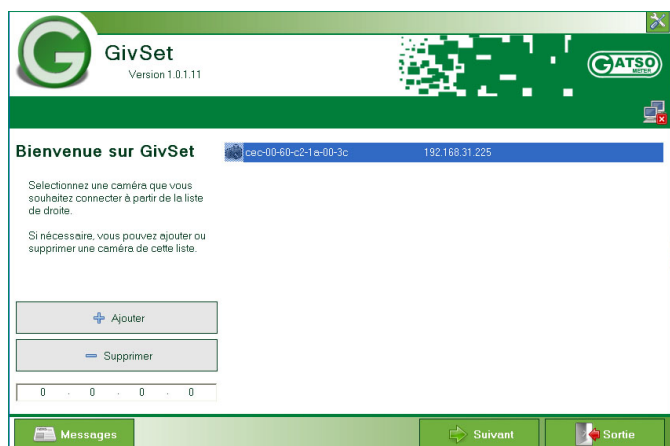 G
GivSet
Version 1.0.1.11
GATSO
METER
Bienvenue sur GivSet
cec-00-60-c2-1a-00-3c 192.168.31.225
Selectionnez une caméra que vous
souhaitez connecter à partir de la liste
de droite.
Si nécessaire, vous pouvez ajouter ou
supprimer une caméra de cette liste.
Ajouter
Supprimer
0 . 0 . 0 . 0
Messages
Suivant
Sortie